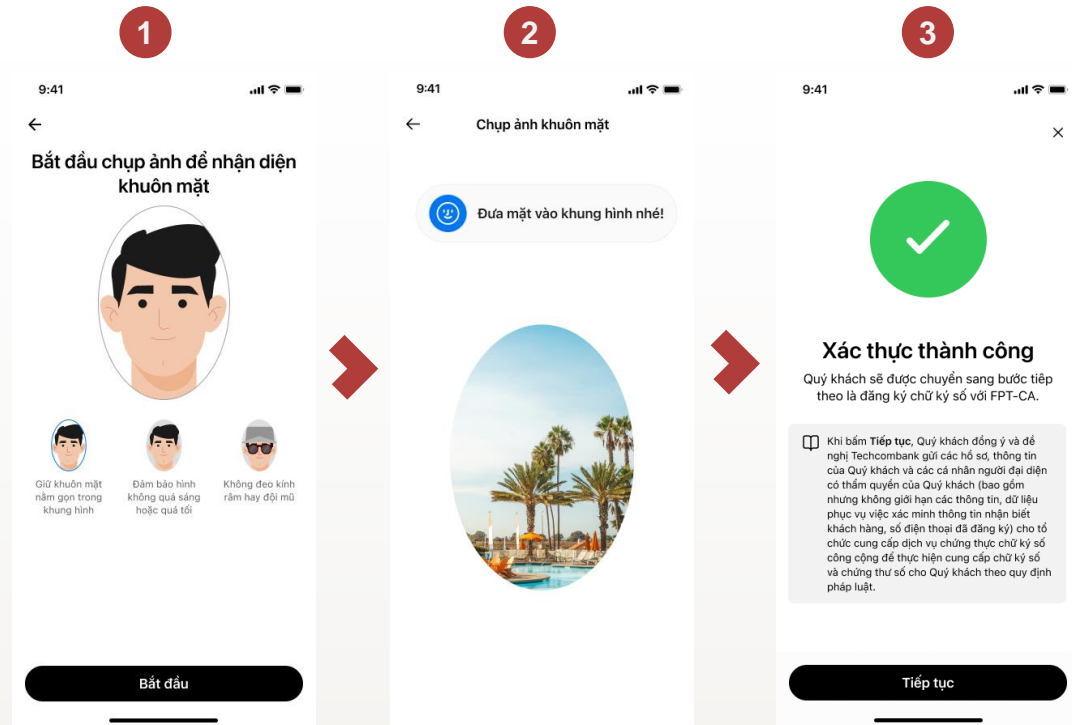 1
2
3
9:41
Bắt đầu chụp ảnh để nhận diện
khuôn mặt
Giữ khuôn mặt
nằm gọn trong
khung hình
Đảm bảo hình
không quá sáng
hoặc quá tối
Không đeo kính
râm hay đội mũ
Bắt đầu
9:41
Chụp ảnh khuôn mặt
Đưa mặt vào khung hình nhé!
9:41
Xác thực thành công
Quý khách sẽ được chuyển sang bước tiếp
theo là đăng ký chữ ký số với FPT-CA.
Khi bấm Tiếp tục, Quý khách đồng ý và đề
nghị Techcombank gửi các hồ sơ, thông tin
của Quý khách và các cá nhân người đại diện
có thẩm quyền của Quý khách (bao gồm
nhưng không giới hạn các thông tin, dữ liệu
phục vụ việc xác minh thông tin nhận biết
khách hàng, số điện thoại đã đăng ký) cho tổ
chức cung cấp dịch vụ chứng thực chữ ký số
công cộng để thực hiện cung cấp chữ ký số
và chứng thư số cho Quý khách theo quy định
pháp luật.
Tiếp tục